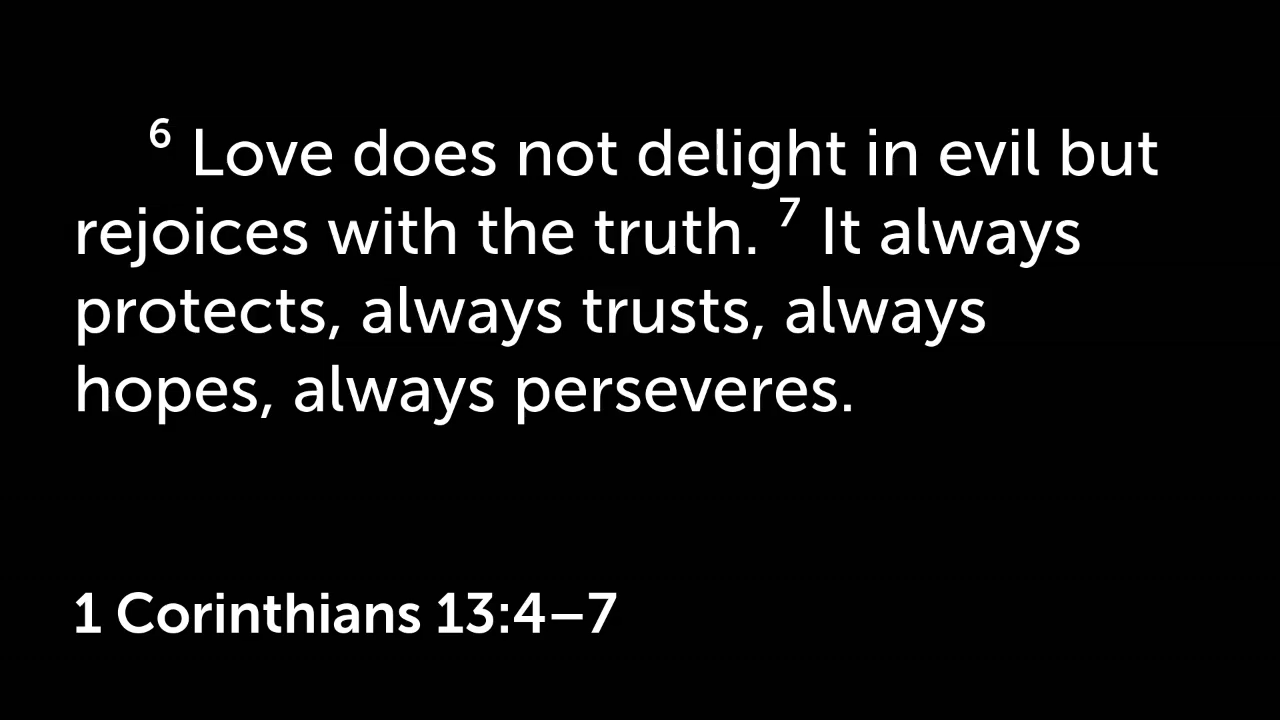 ⁶ Love does not delight in evil but
rejoices with the truth. ⁷ It always
protects, always trusts, always
hopes, always perseveres.
1 Corinthians 13:4–7